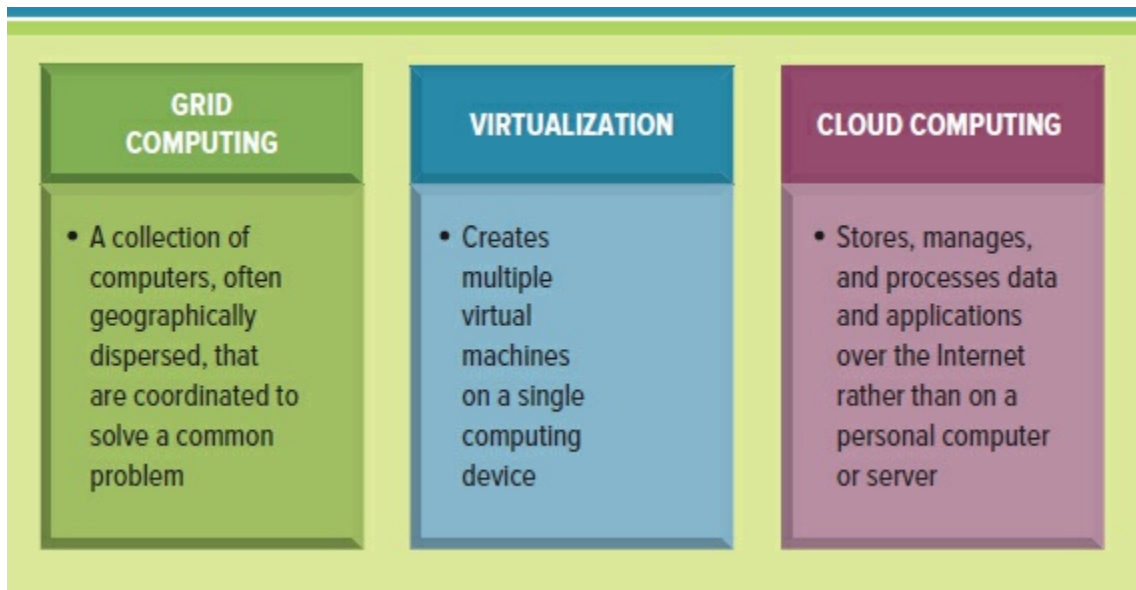 GRID
COMPUTING
• A collection of
computers, often
geographically
dispersed, that
are coordinated to
solve a common
problem
VIRTUALIZATION
• Creates
multiple
virtual
machines
on a single
computing
device
CLOUD COMPUTING
• Stores, manages,
and processes data
and applications
over the Internet
rather than on a
personal computer
or server